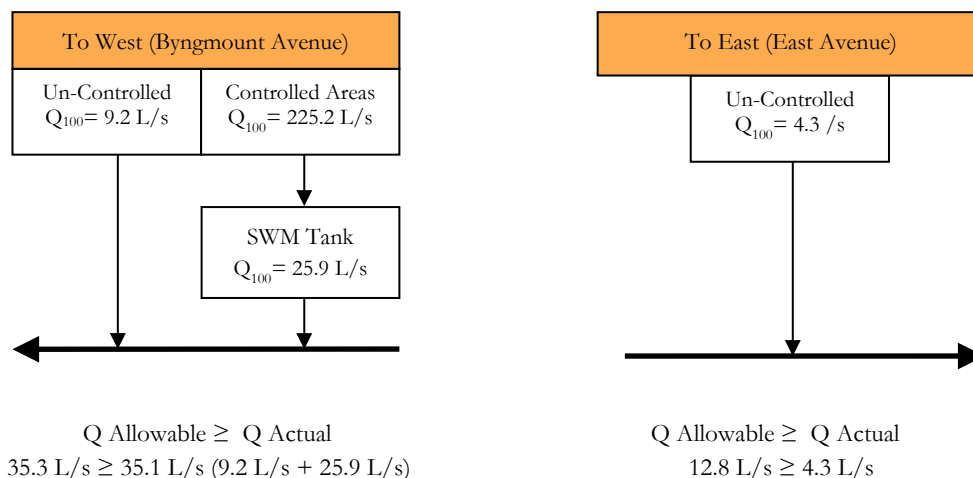 To West (Byngmount Avenue)
Un-Controlled
Q₁₀₀= 9.2 L/s
Controlled Areas
Q₁₀₀= 225.2 L/s
SWM Tank
Q₁₀₀= 25.9 L/s
Q Allowable ≥ Q Actual
35.3 L/s ≥ 35.1 L/s (9.2 L/s + 25.9 L/s)
To East (East Avenue)
Un-Controlled
Q₁₀₀= 4.3 /s
Q Allowable ≥ Q Actual
12.8 L/s ≥ 4.3 L/s